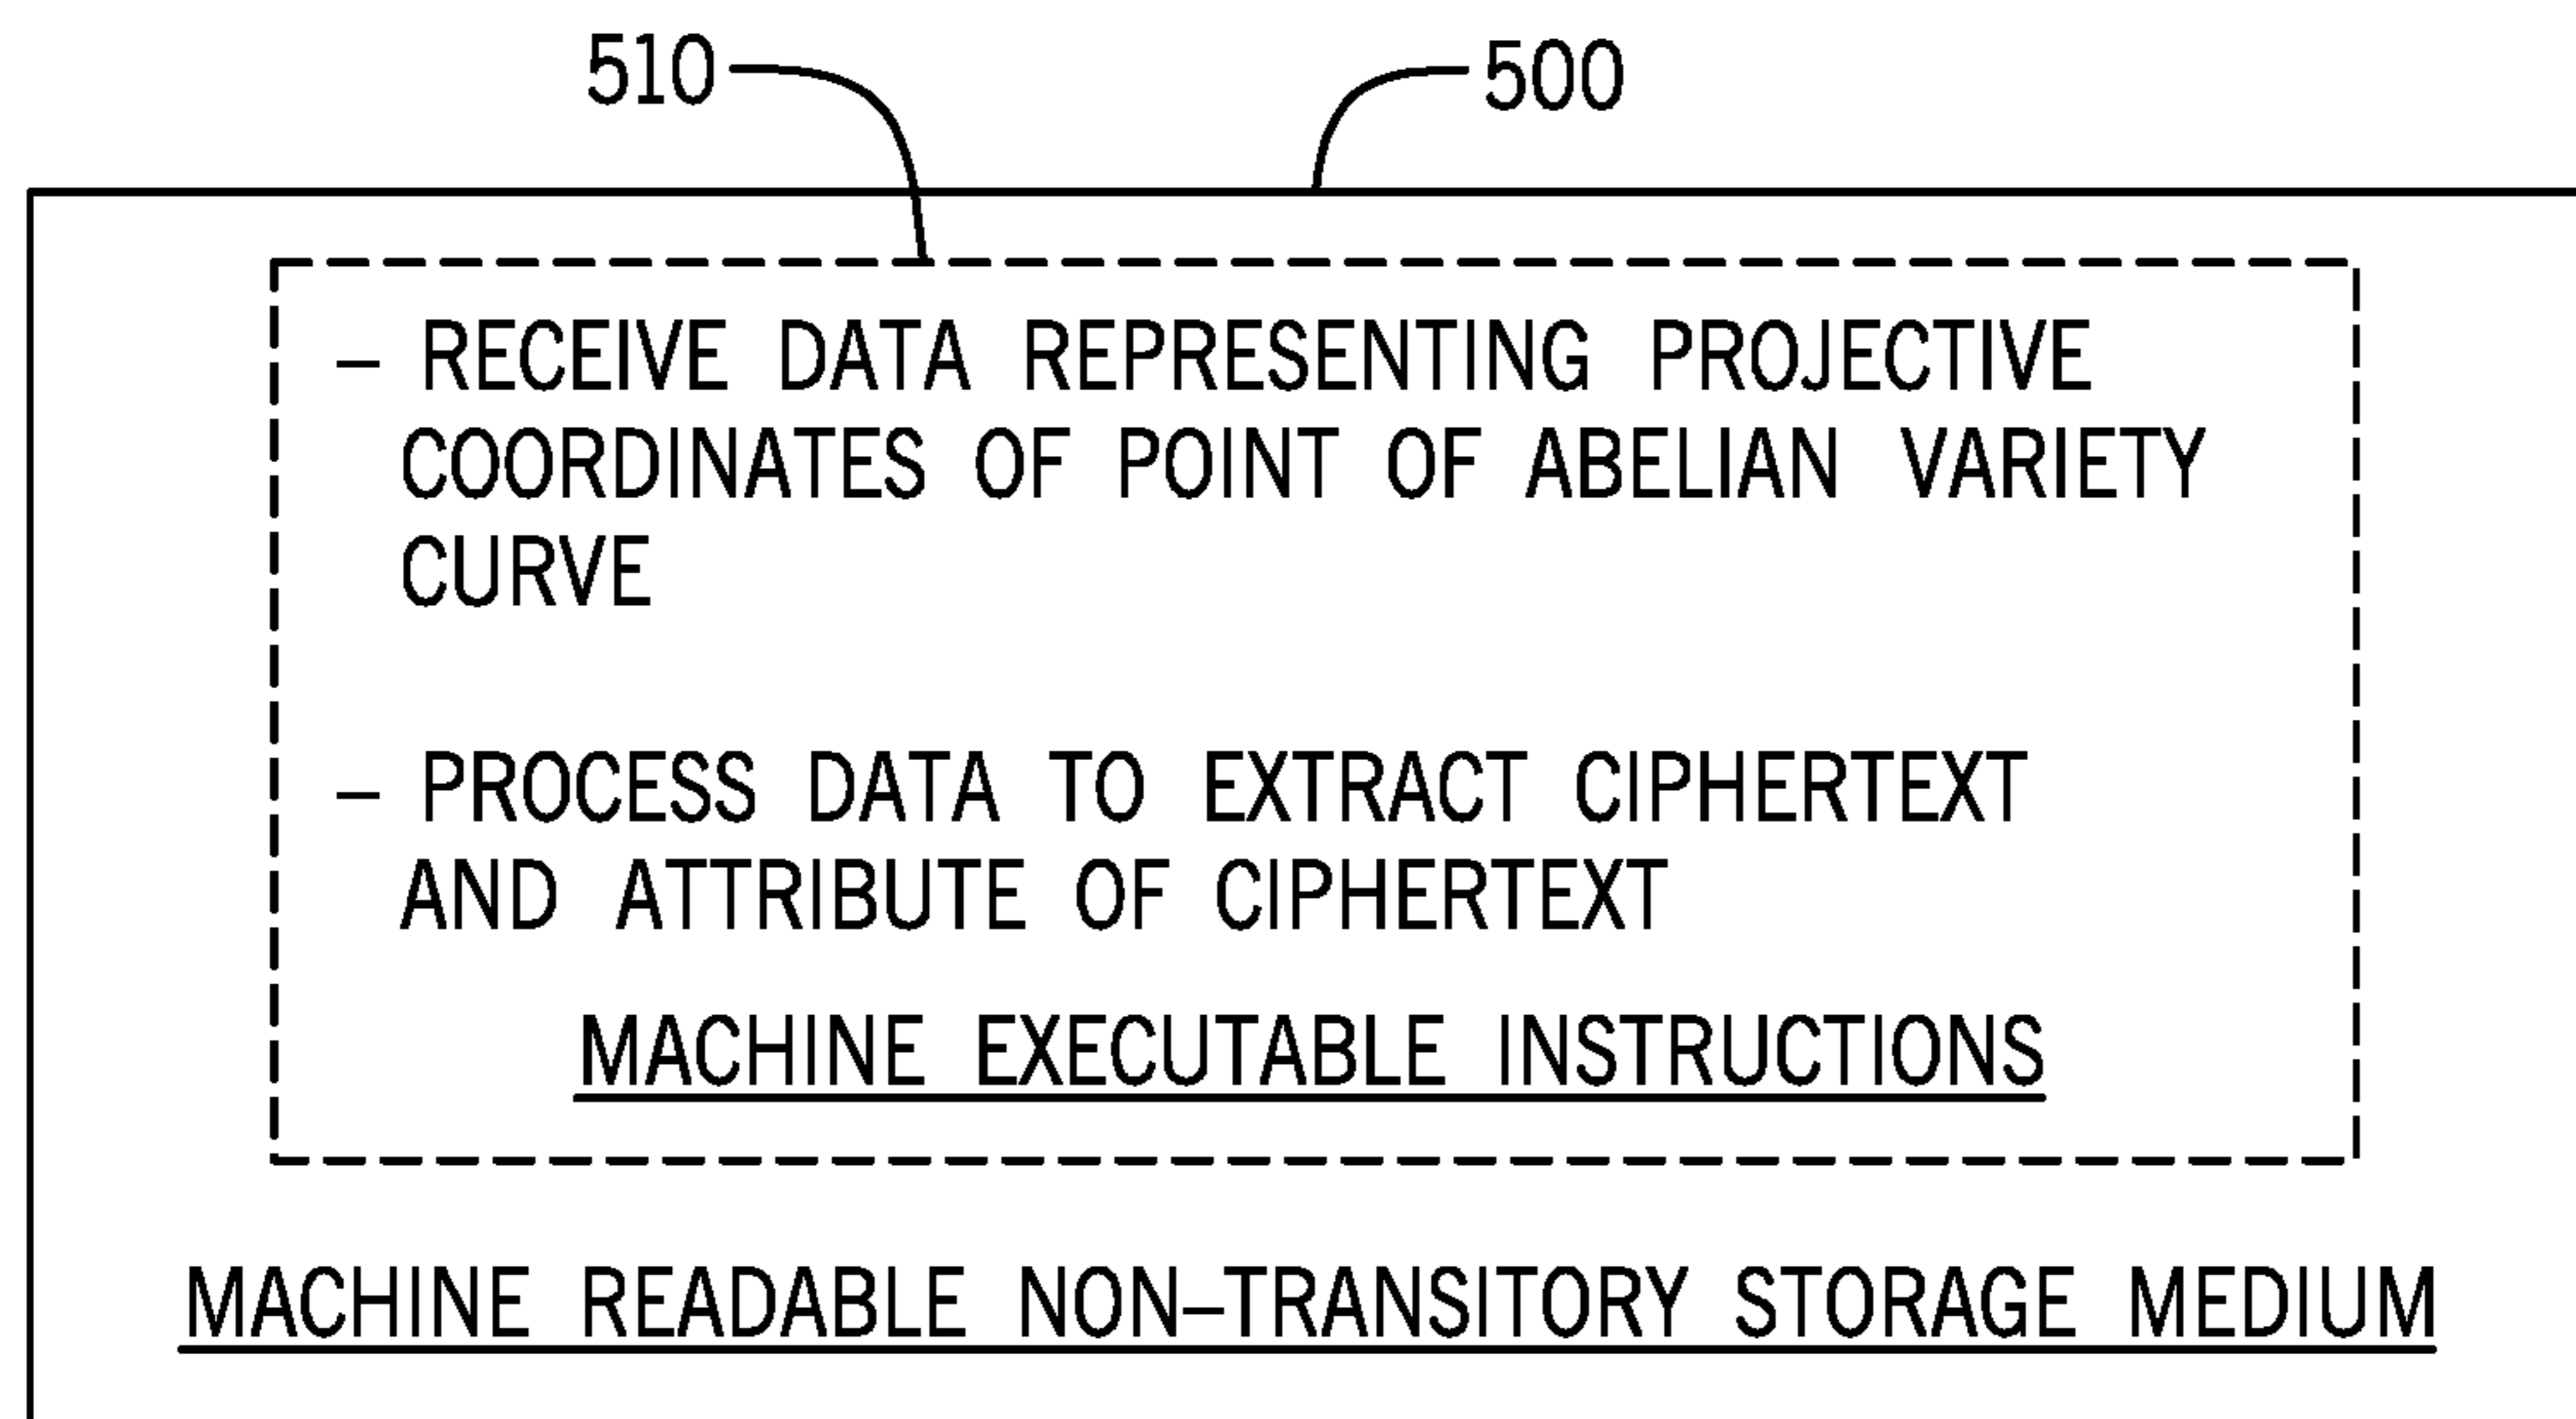 510
500
– RECEIVE DATA REPRESENTING PROJECTIVE
COORDINATES OF POINT OF ABELIAN VARIETY
CURVE
– PROCESS DATA TO EXTRACT CIPHERTEXT
AND ATTRIBUTE OF CIPHERTEXT
MACHINE EXECUTABLE INSTRUCTIONS
MACHINE READABLE NON–TRANSITORY STORAGE MEDIUM